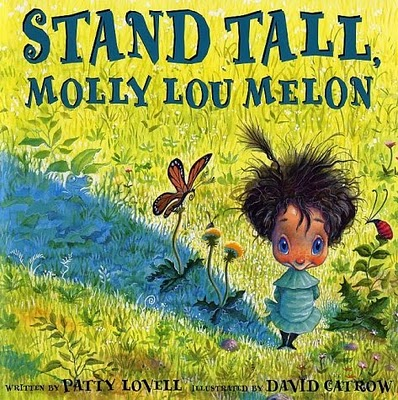 STAND TALL,
MOLLY LOU MELON
WRITTEN BY PATTY LOVELL ILLUSTRATED BY DAVID CATROW